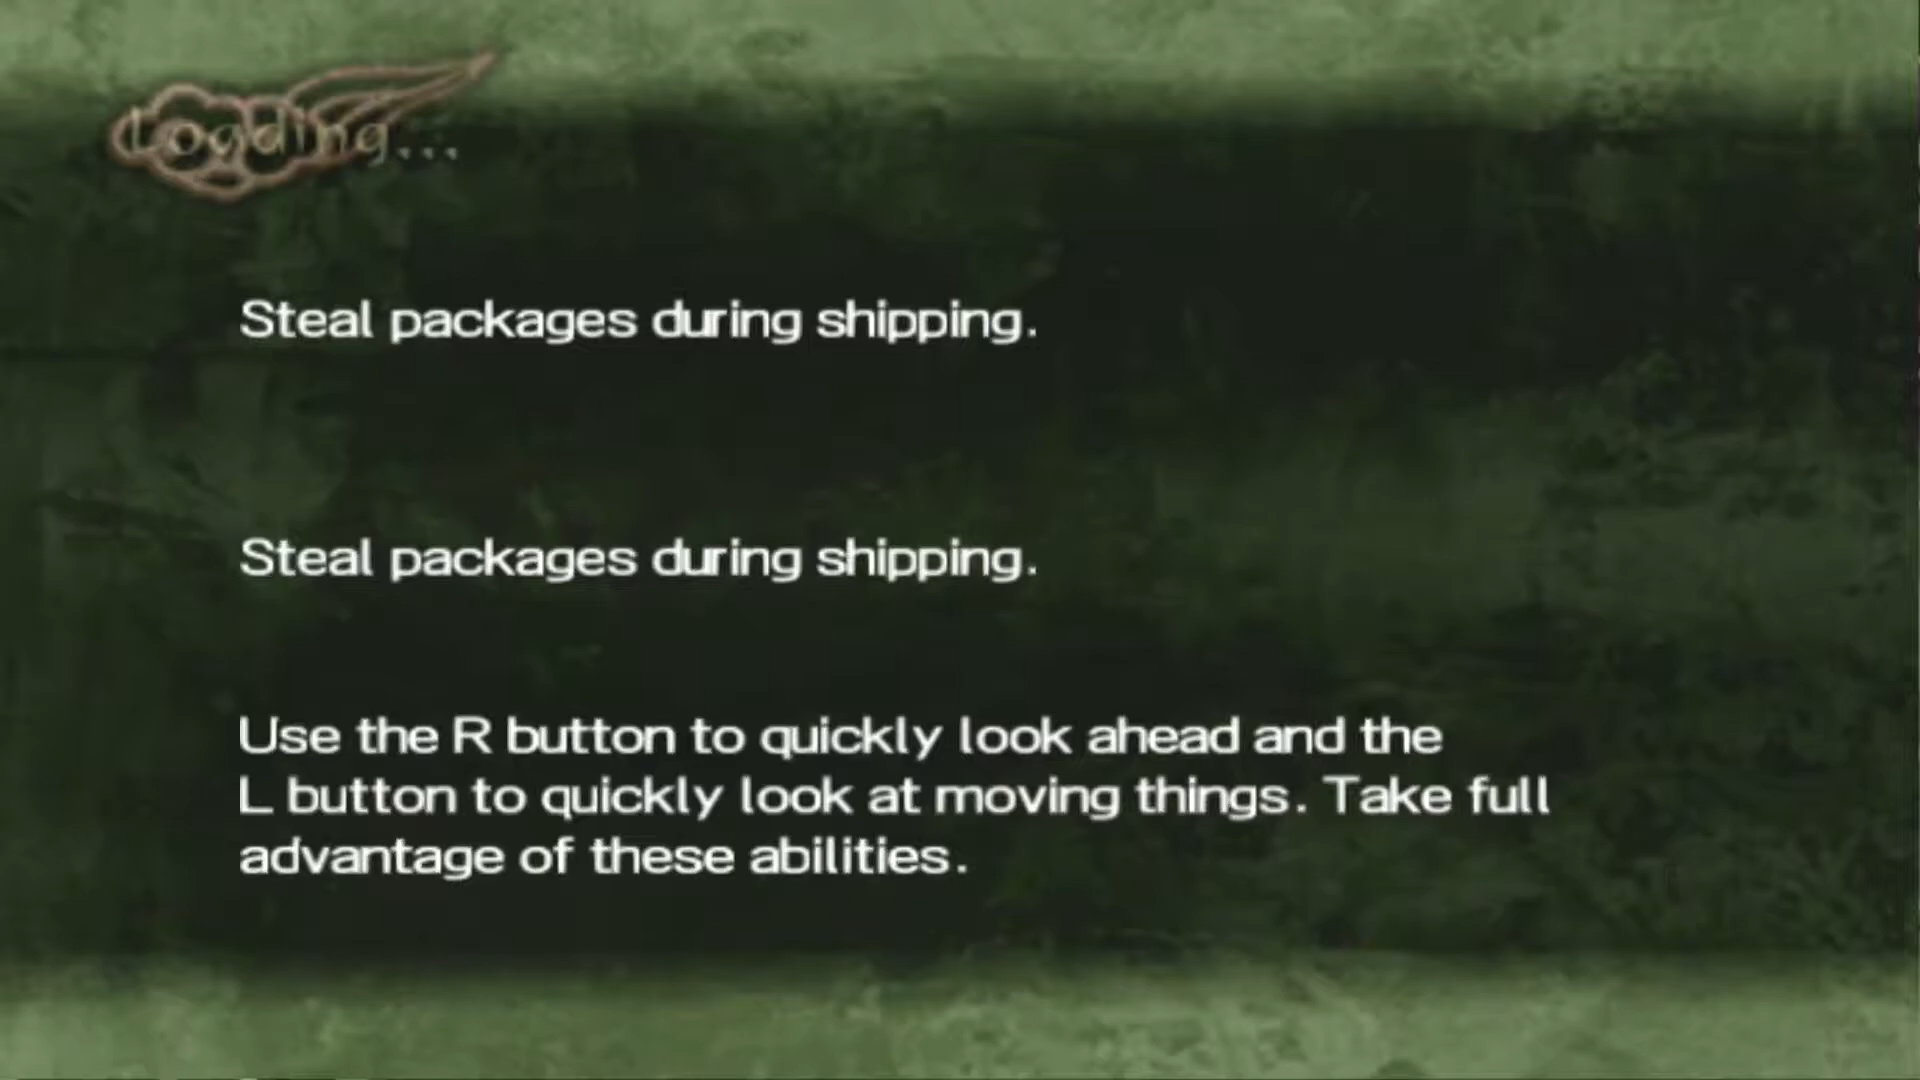 Loading...
Steal packages during shipping.
Steal packages during shipping.
Use the R button to quickly look ahead and the
L button to quickly look at moving things. Take full
advantage of these abilities.